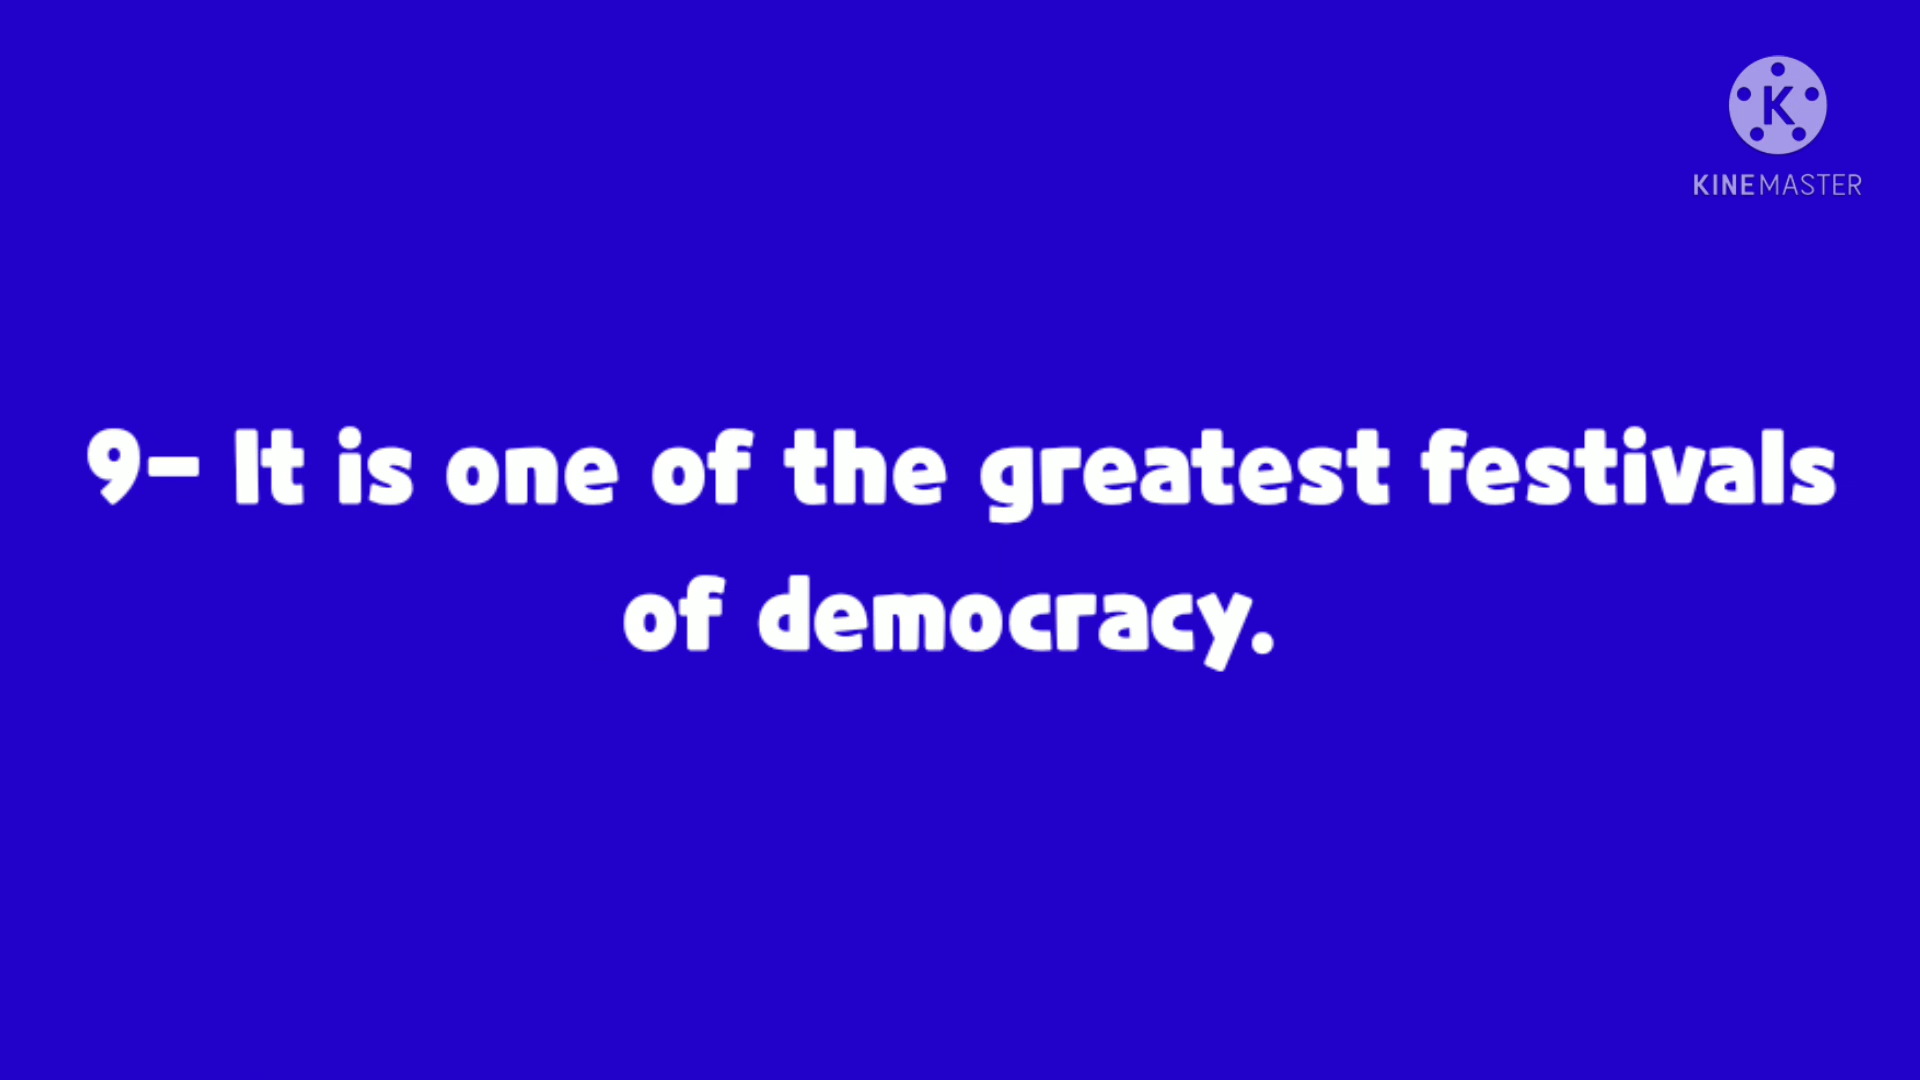 K
KINEMASTER
9- It is one of the greatest festivals
of democracy.